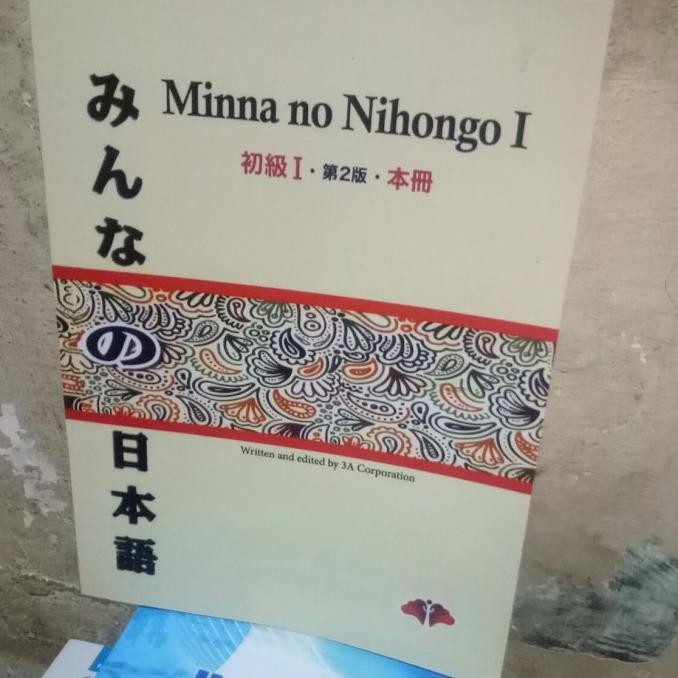 みんなの日本語
Minna no Nihongo I
初級 I・第2版・本冊
Written and edited by 3A Corporation